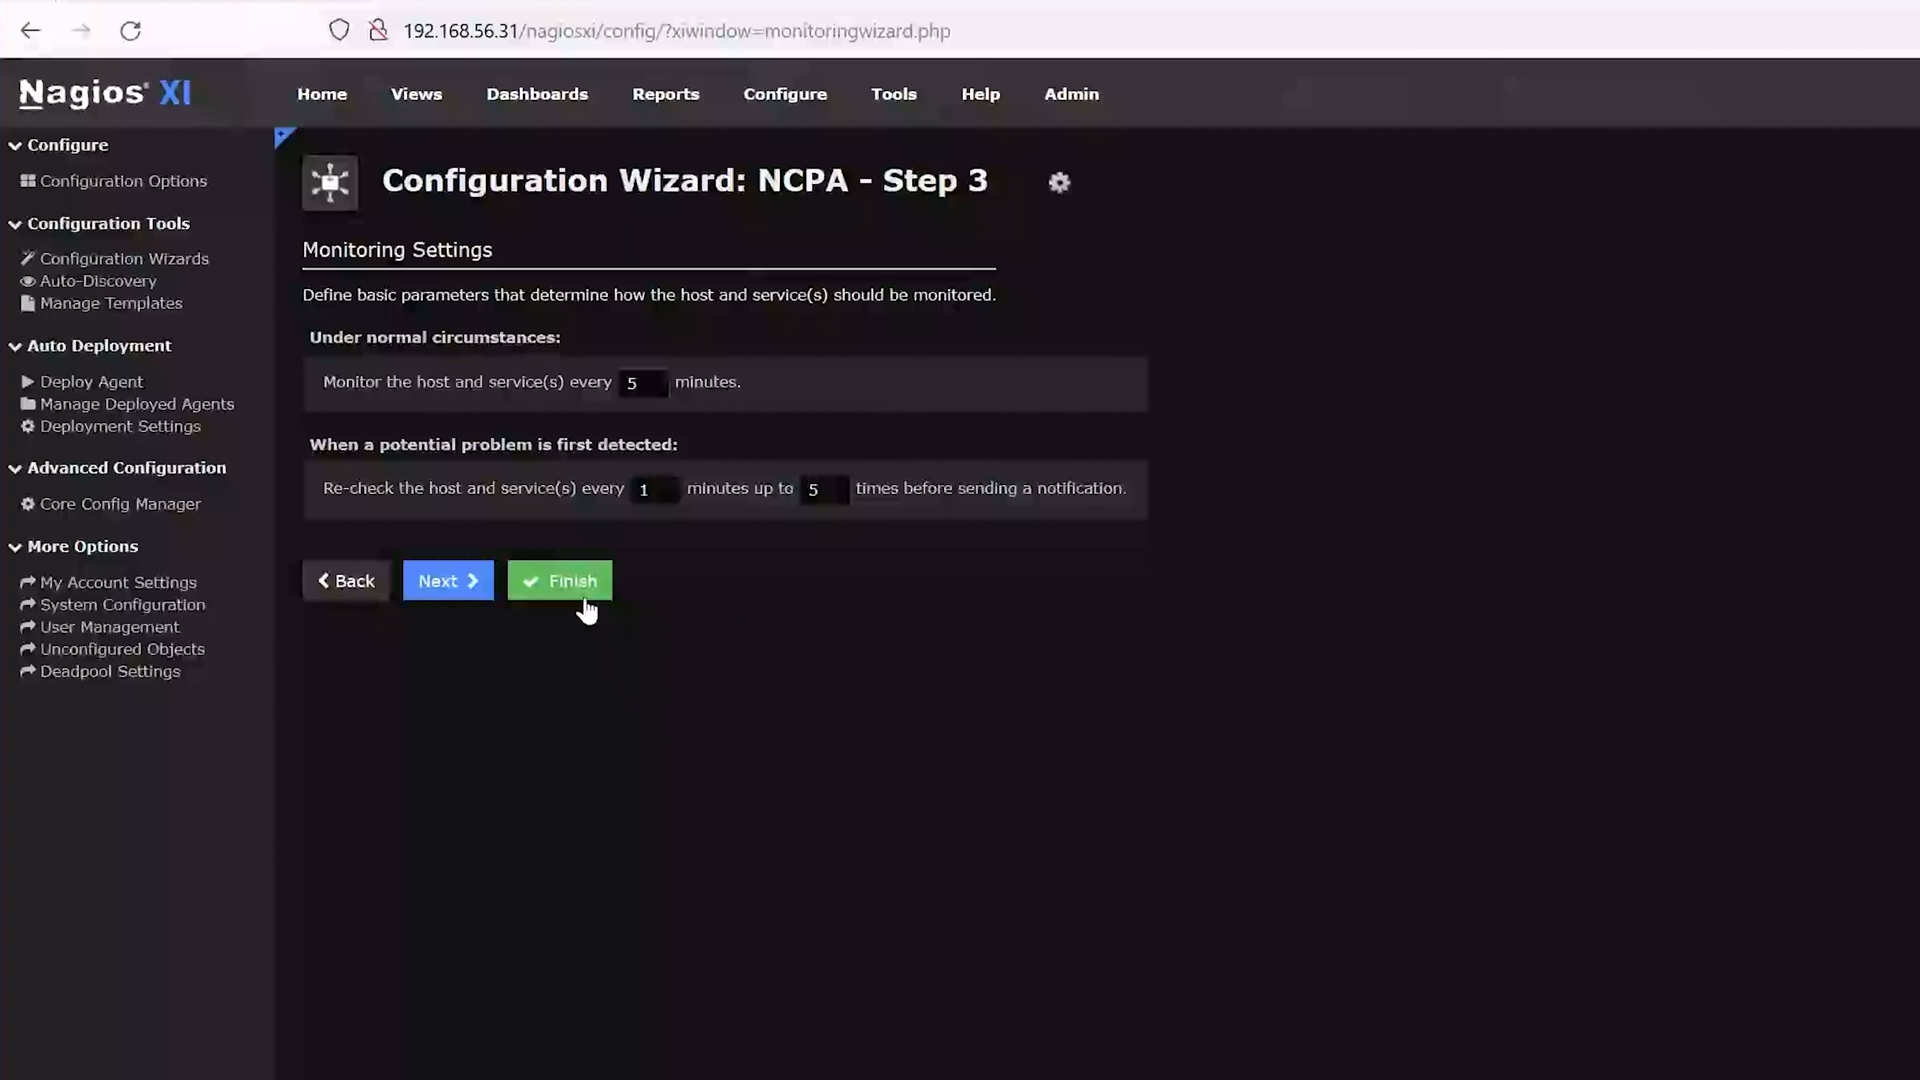 192.168.56.31/nagiosxi/config/?xiwindow=monitoringwizard.php
Nagios® XI
Home Views Dashboards Reports Configure Tools Help Admin
Configure
Configuration Options
Configuration Tools
Configuration Wizards
Auto-Discovery
Manage Templates
Auto Deployment
Deploy Agent
Manage Deployed Agents
Deployment Settings
Advanced Configuration
Core Config Manager
More Options
My Account Settings
System Configuration
User Management
Unconfigured Objects
Deadpool Settings
Configuration Wizard: NCPA - Step 3
Monitoring Settings
Define basic parameters that determine how the host and service(s) should be monitored.
Under normal circumstances:
Monitor the host and service(s) every 5 minutes.
When a potential problem is first detected:
Re-check the host and service(s) every 1 minutes up to 5 times before sending a notification.
Back Next Finish